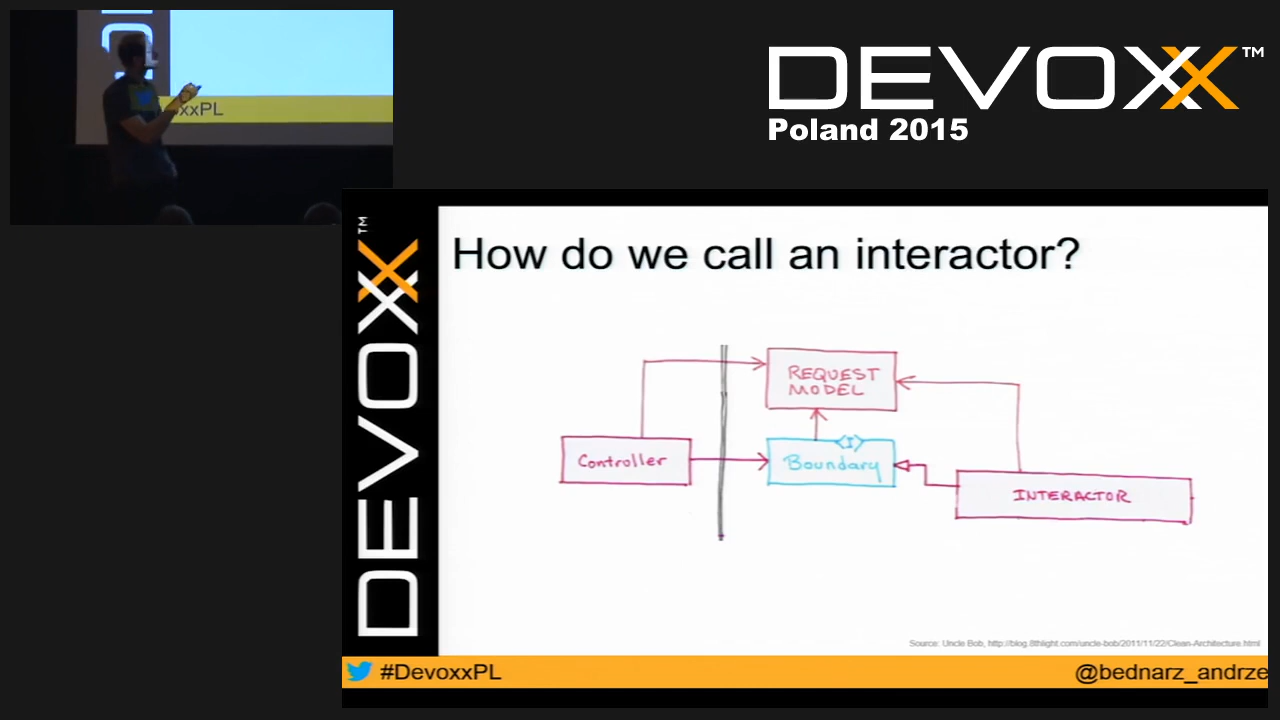 xxPL
DEVOXX™
Poland 2015
DEVOXX™
How do we call an interactor?
REQUEST
MODEL
Controller
<I>
Boundary
INTERACTOR
Source: Uncle Bob, http://blog.8thlight.com/uncle-bob/2011/11/22/Clean-Architecture.html
#DevoxxPL
@bednarz_andrze